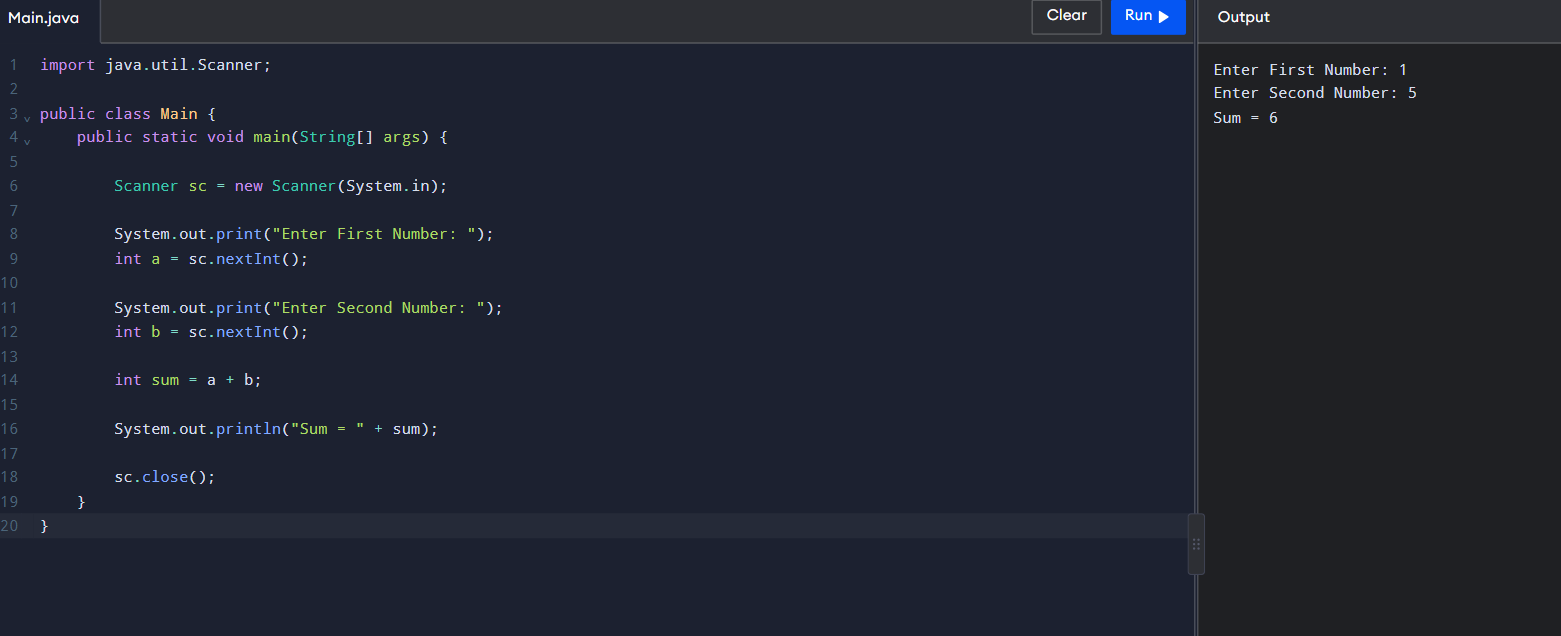 Main.java
Clear
Run
Output
1 import java.util.Scanner;
2
3 public class Main {
4     public static void main(String[] args) {
5
6         Scanner sc = new Scanner(System.in);
7
8         System.out.print("Enter First Number: ");
9         int a = sc.nextInt();
10
11         System.out.print("Enter Second Number: ");
12         int b = sc.nextInt();
13
14         int sum = a + b;
15
16         System.out.println("Sum = " + sum);
17
18         sc.close();
19     }
20 }
Enter First Number: 1
Enter Second Number: 5
Sum = 6